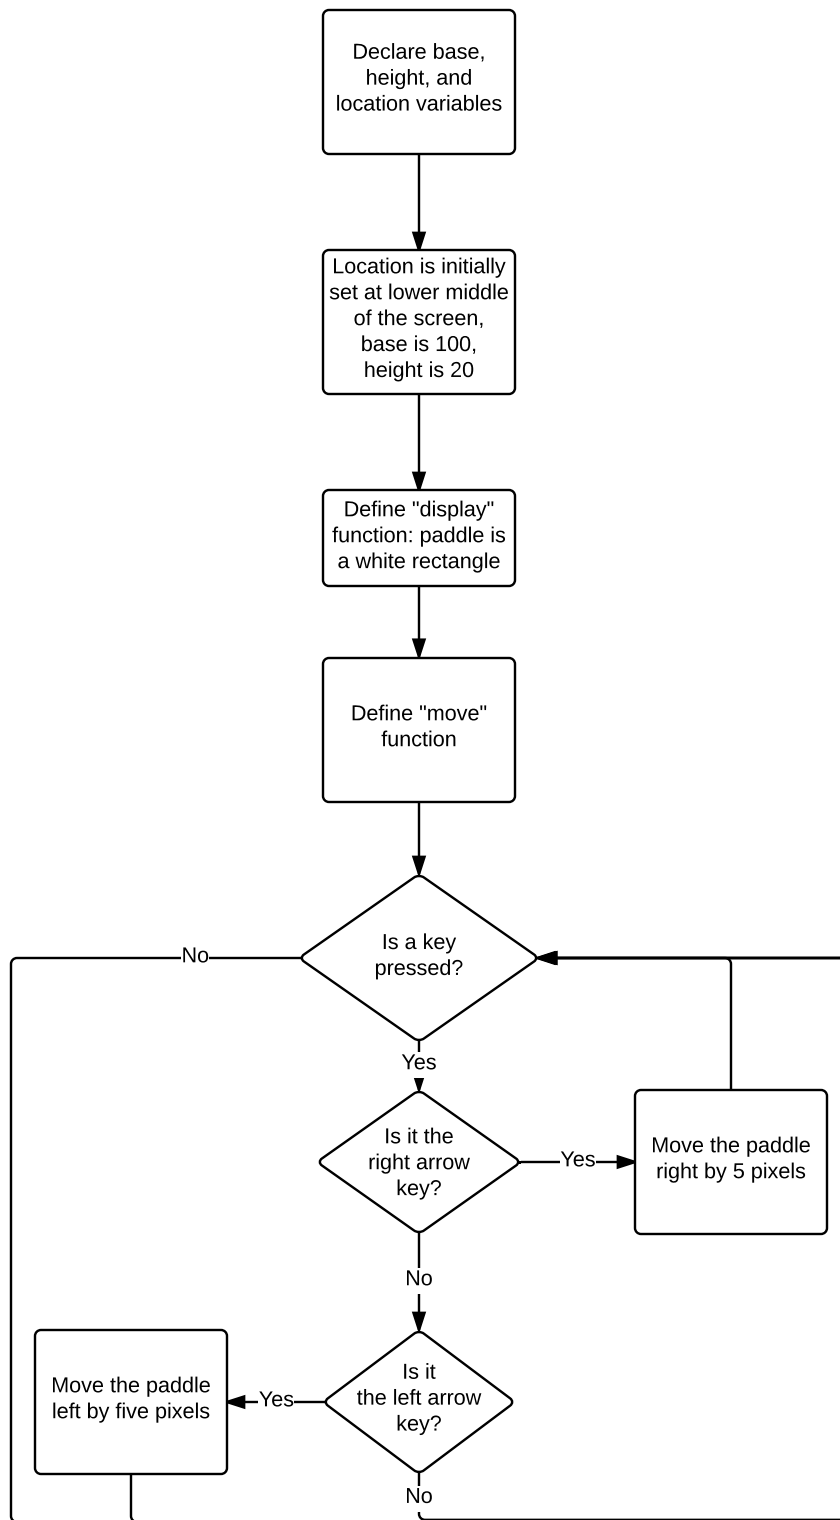 Declare base,
height, and
location variables
Location is initially
set at lower middle
of the screen,
base is 100,
height is 20
Define "display"
function: paddle is
a white rectangle
Define "move"
function
Is a key
pressed?
No
Yes
Is it the
right arrow
key?
Yes
Move the paddle
right by 5 pixels
No
Is it
the left arrow
key?
Yes
Move the paddle
left by five pixels
No